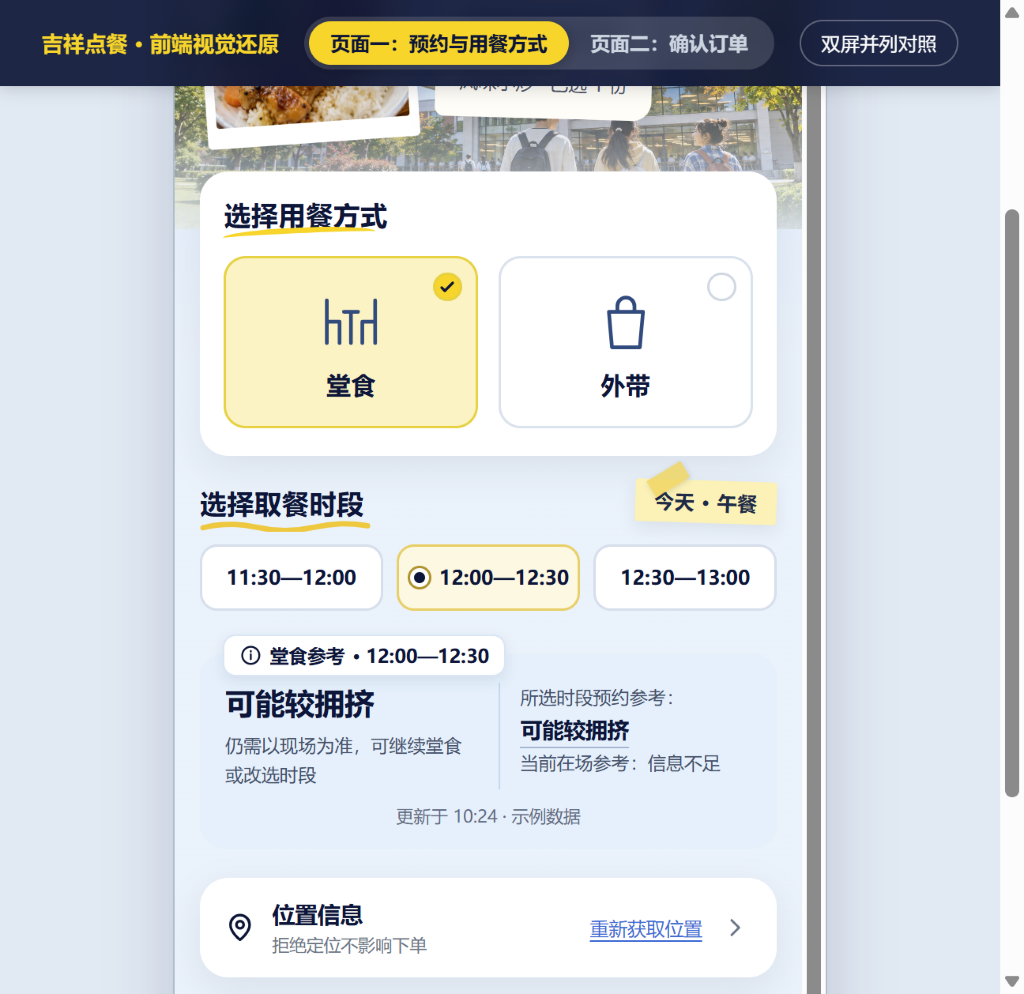 吉祥点餐・前端视觉还原
页面一：预约与用餐方式
页面二：确认订单
双屏并列对照
选择用餐方式
堂食
外带
选择取餐时段
今天・午餐
11:30—12:00
12:00—12:30
12:30—13:00
堂食参考・12:00—12:30
可能较拥挤
仍需以现场为准，可继续堂食
或改选时段
所选时段预约参考：
可能较拥挤
当前在场参考：信息不足
更新于 10:24 · 示例数据
位置信息
拒绝定位不影响下单
重新获取位置